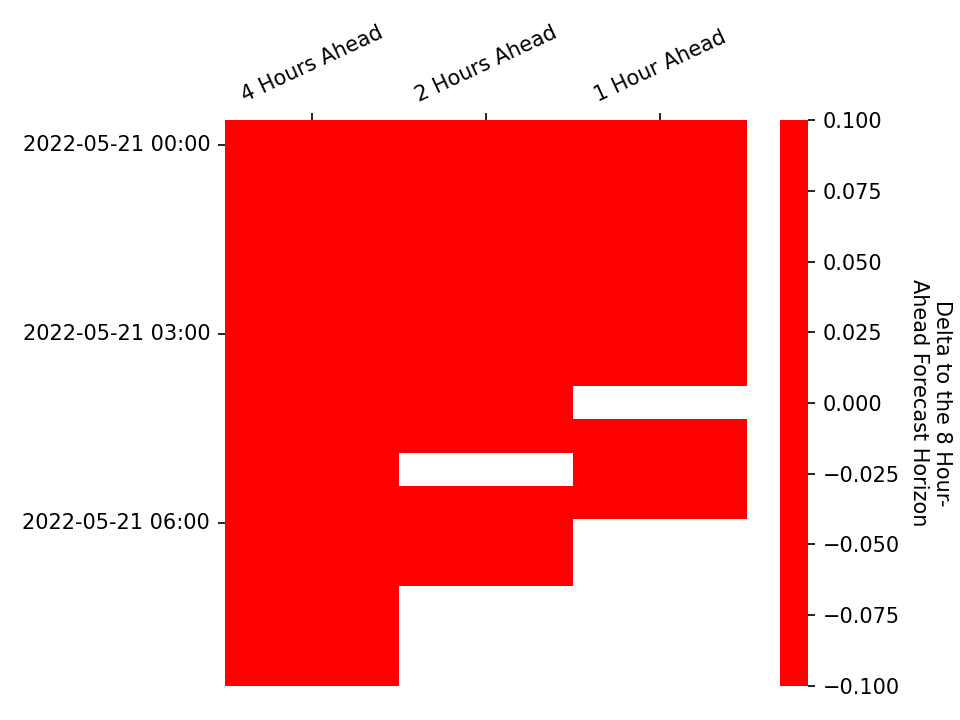 4 Hours Ahead
2 Hours Ahead
1 Hour Ahead
2022-05-21 00:00
2022-05-21 03:00
2022-05-21 06:00
0.100
0.075
0.050
0.025
0.000
−0.025
−0.050
−0.075
−0.100
Delta to the 8 Hour-
Ahead Forecast Horizon